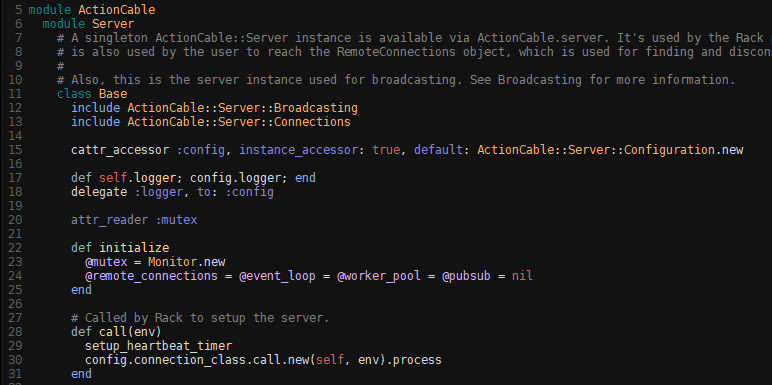 5 module ActionCable
6   module Server
7     # A singleton ActionCable::Server instance is available via ActionCable.server. It's used by the Rack
8     # is also used by the user to reach the RemoteConnections object, which is used for finding and discon
9     #
10     # Also, this is the server instance used for broadcasting. See Broadcasting for more information.
11     class Base
12       include ActionCable::Server::Broadcasting
13       include ActionCable::Server::Connections
14
15       cattr_accessor :config, instance_accessor: true, default: ActionCable::Server::Configuration.new
16
17       def self.logger; config.logger; end
18       delegate :logger, to: :config
19
20       attr_reader :mutex
21
22       def initialize
23         @mutex = Monitor.new
24         @remote_connections = @event_loop = @worker_pool = @pubsub = nil
25       end
26
27       # Called by Rack to setup the server.
28       def call(env)
29         setup_heartbeat_timer
30         config.connection_class.call.new(self, env).process
31       end